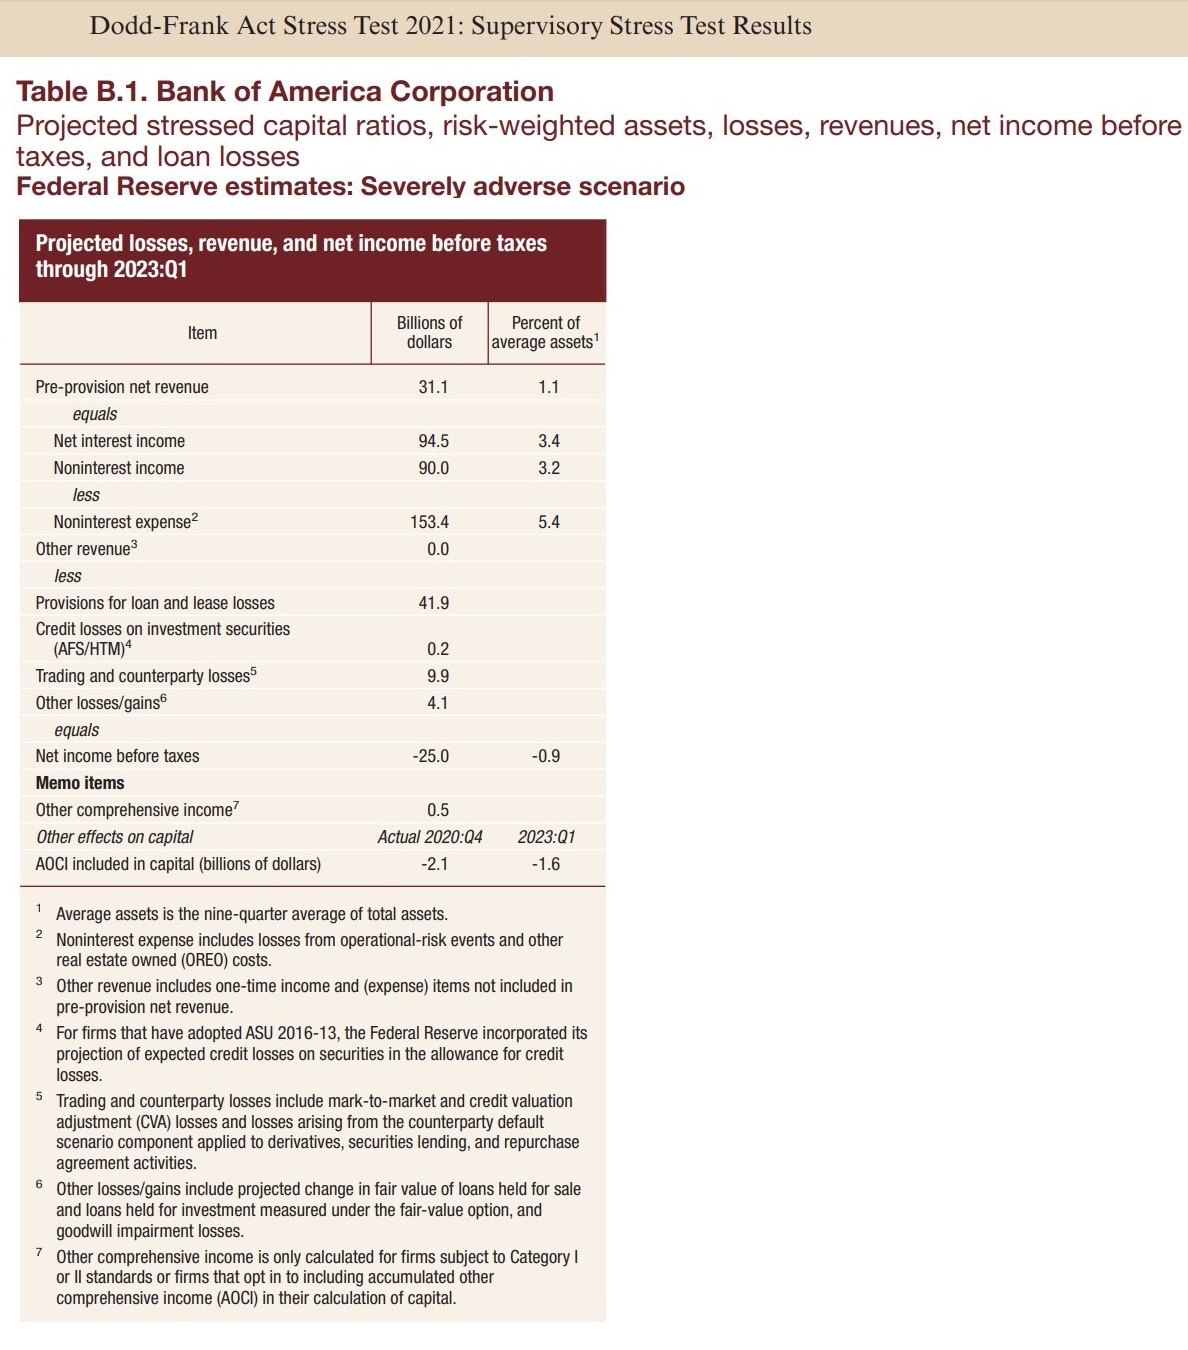 Dodd-Frank Act Stress Test 2021: Supervisory Stress Test Results
Table B.1. Bank of America Corporation
Projected stressed capital ratios, risk-weighted assets, losses, revenues, net income before
taxes, and loan losses
Federal Reserve estimates: Severely adverse scenario
Projected losses, revenue, and net income before taxes
through 2023:Q1
Item Billions of dollars Percent of average assets¹
Pre-provision net revenue 31.1 1.1
equals
Net interest income 94.5 3.4
Noninterest income 90.0 3.2
less
Noninterest expense² 153.4 5.4
Other revenue³ 0.0
less
Provisions for loan and lease losses 41.9
Credit losses on investment securities
(AFS/HTM)⁴ 0.2
Trading and counterparty losses⁵ 9.9
Other losses/gains⁶ 4.1
equals
Net income before taxes -25.0 -0.9
Memo items
Other comprehensive income⁷ 0.5
Other effects on capital Actual 2020:Q4 2023:Q1
AOCI included in capital (billions of dollars) -2.1 -1.6
¹ Average assets is the nine-quarter average of total assets.
² Noninterest expense includes losses from operational-risk events and other
real estate owned (OREO) costs.
³ Other revenue includes one-time income and (expense) items not included in
pre-provision net revenue.
⁴ For firms that have adopted ASU 2016-13, the Federal Reserve incorporated its
projection of expected credit losses on securities in the allowance for credit
losses.
⁵ Trading and counterparty losses include mark-to-market and credit valuation
adjustment (CVA) losses and losses arising from the counterparty default
scenario component applied to derivatives, securities lending, and repurchase
agreement activities.
⁶ Other losses/gains include projected change in fair value of loans held for sale
and loans held for investment measured under the fair-value option, and
goodwill impairment losses.
⁷ Other comprehensive income is only calculated for firms subject to Category I
or II standards or firms that opt in to including accumulated other
comprehensive income (AOCI) in their calculation of capital.